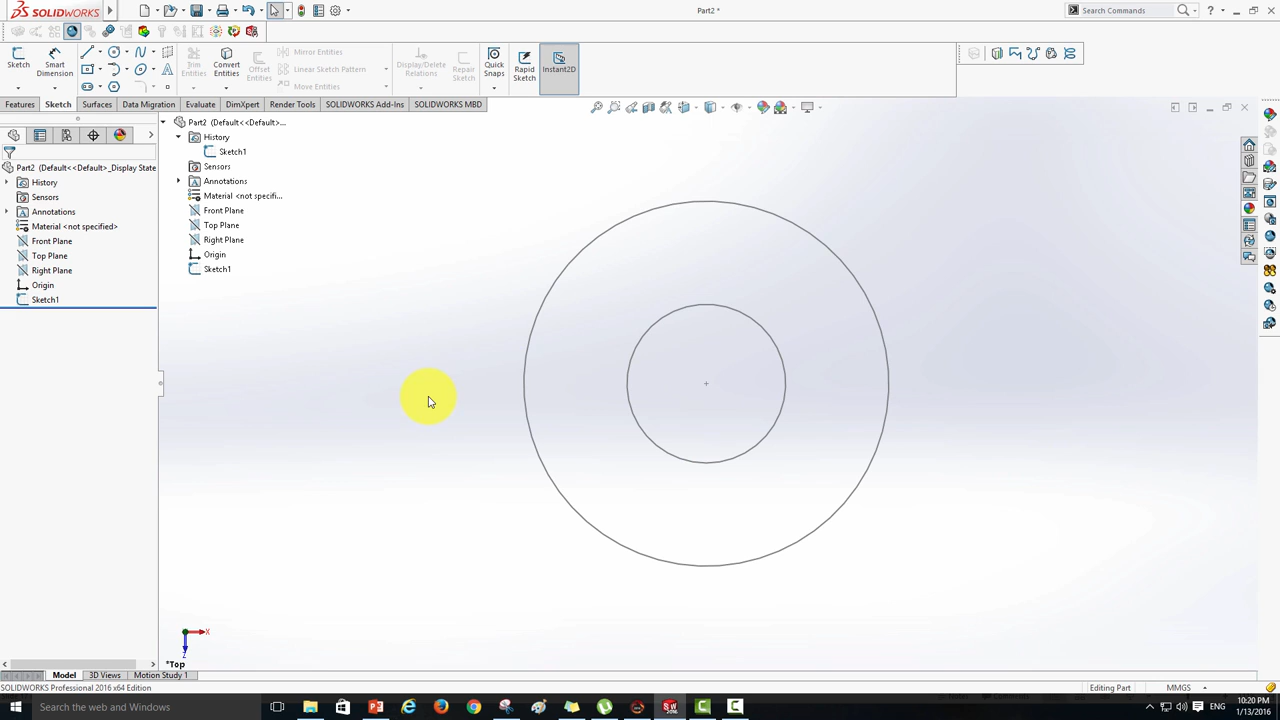 SOLIDWORKS
Part2 *
Search Commands
Sketch
Smart Dimension
Trim Entities
Convert Entities
Offset Entities
Mirror Entities
Linear Sketch Pattern
Move Entities
Display/Delete Relations
Repair Sketch
Quick Snaps
Rapid Sketch
Instant2D
Features
Sketch
Surfaces
Data Migration
Evaluate
DimXpert
Render Tools
SOLIDWORKS Add-Ins
SOLIDWORKS MBD
Part2 (Default<<Default>...
History
Sketch1
Sensors
Annotations
Material <not specifi...
Front Plane
Top Plane
Right Plane
Origin
Sketch1
Part2 (Default<<Default>_Display State
History
Sensors
Annotations
Material <not specified>
Front Plane
Top Plane
Right Plane
Origin
Sketch1
X
Z
*Top
Model
3D Views
Motion Study 1
SOLIDWORKS Professional 2016 x64 Edition
Editing Part
MMGS
Search the web and Windows
ENG
10:20 PM
1/13/2016